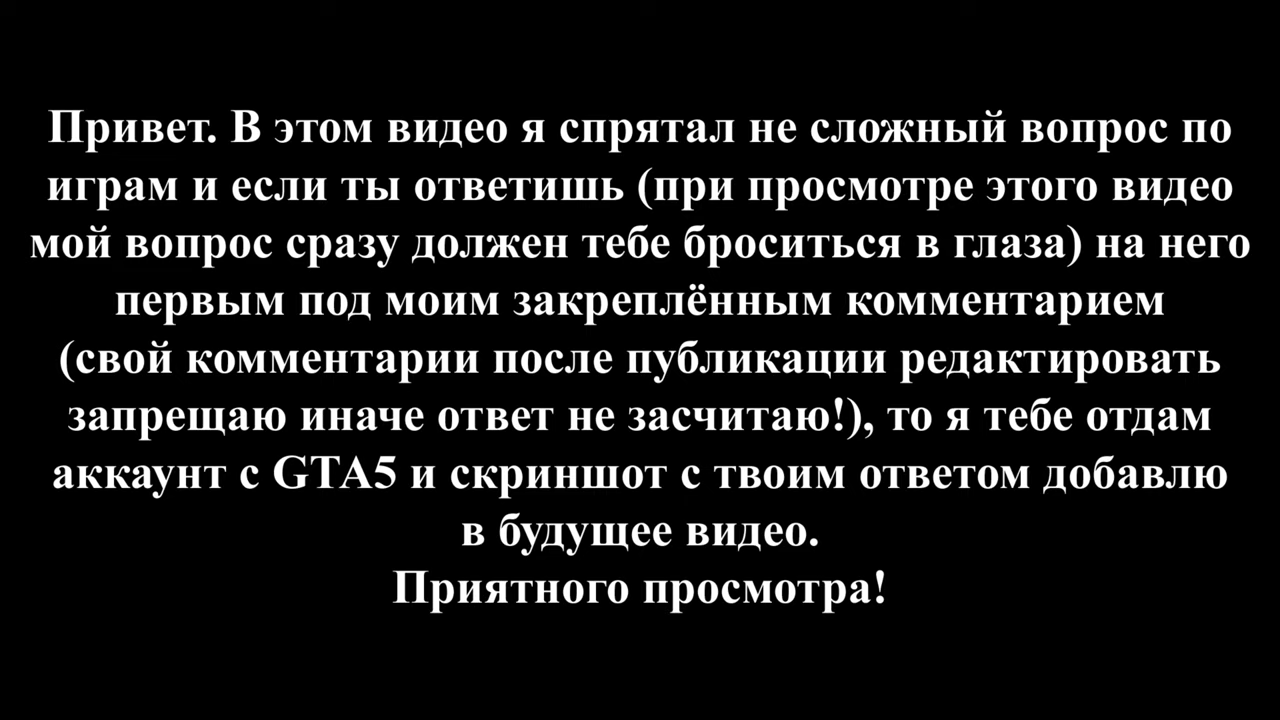 Привет. В этом видео я спрятал не сложный вопрос по
играм и если ты ответишь (при просмотре этого видео
мой вопрос сразу должен тебе броситься в глаза) на него
первым под моим закреплённым комментарием
(свой комментарии после публикации редактировать
запрещаю иначе ответ не засчитаю!), то я тебе отдам
аккаунт с GTA5 и скриншот с твоим ответом добавлю
в будущее видео.
Приятного просмотра!